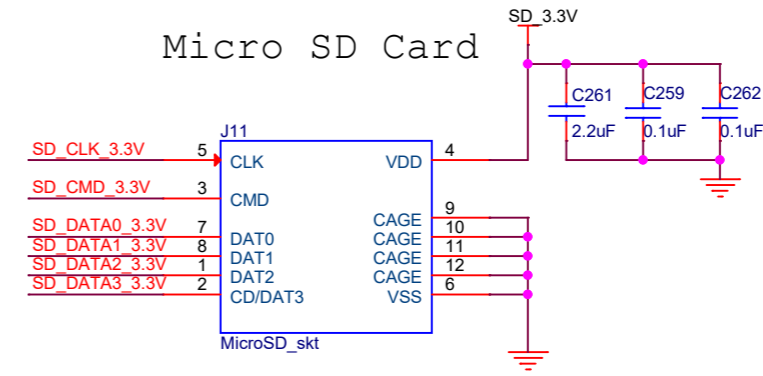 SD_3.3V
Micro SD Card
C261
C259
C262
2.2uF
0.1uF
0.1uF
J11
SD_CLK_3.3V
5
CLK
VDD
4
SD_CMD_3.3V
3
CMD
CAGE
9
SD_DATA0_3.3V
7
DAT0
CAGE
10
SD_DATA1_3.3V
8
DAT1
CAGE
11
SD_DATA2_3.3V
1
DAT2
CAGE
12
SD_DATA3_3.3V
2
CD/DAT3
VSS
6
MicroSD_skt